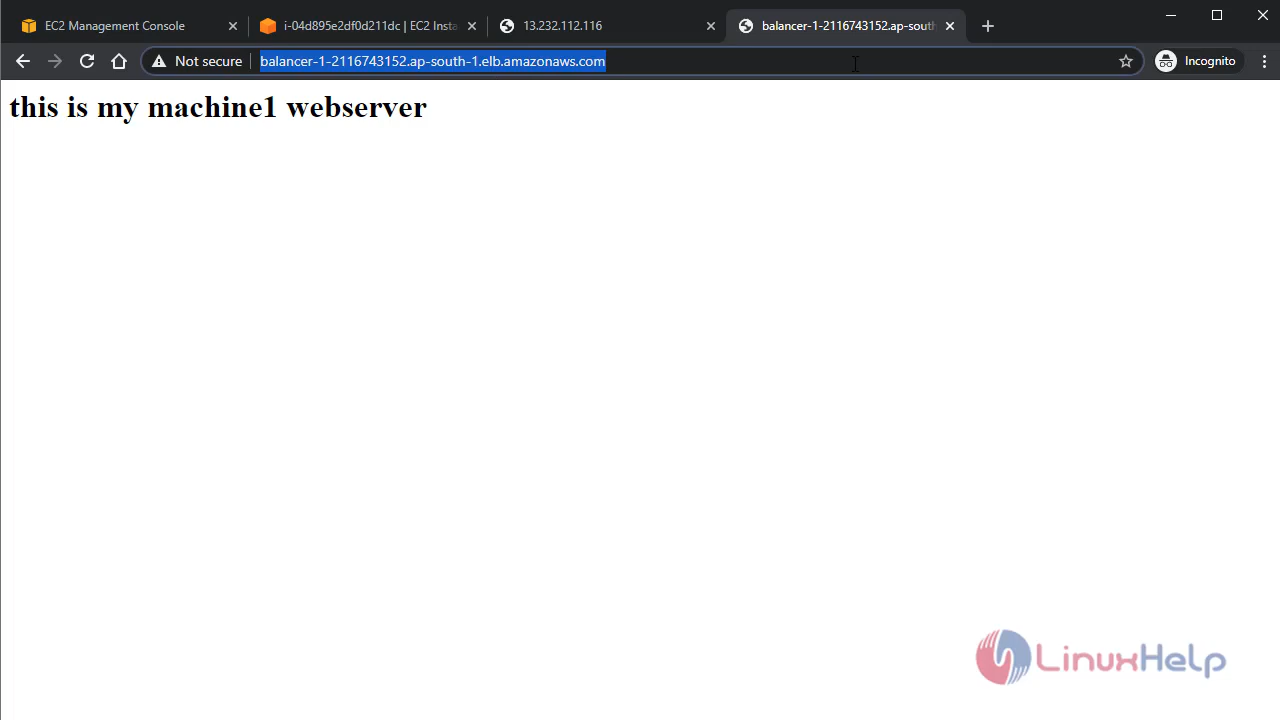 EC2 Management Console
i-04d895e2df0d211dc | EC2 Insta
13.232.112.116
balancer-1-2116743152.ap-south
Not secure
balancer-1-2116743152.ap-south-1.elb.amazonaws.com
Incognito
this is my machine1 webserver
LinuxHelp